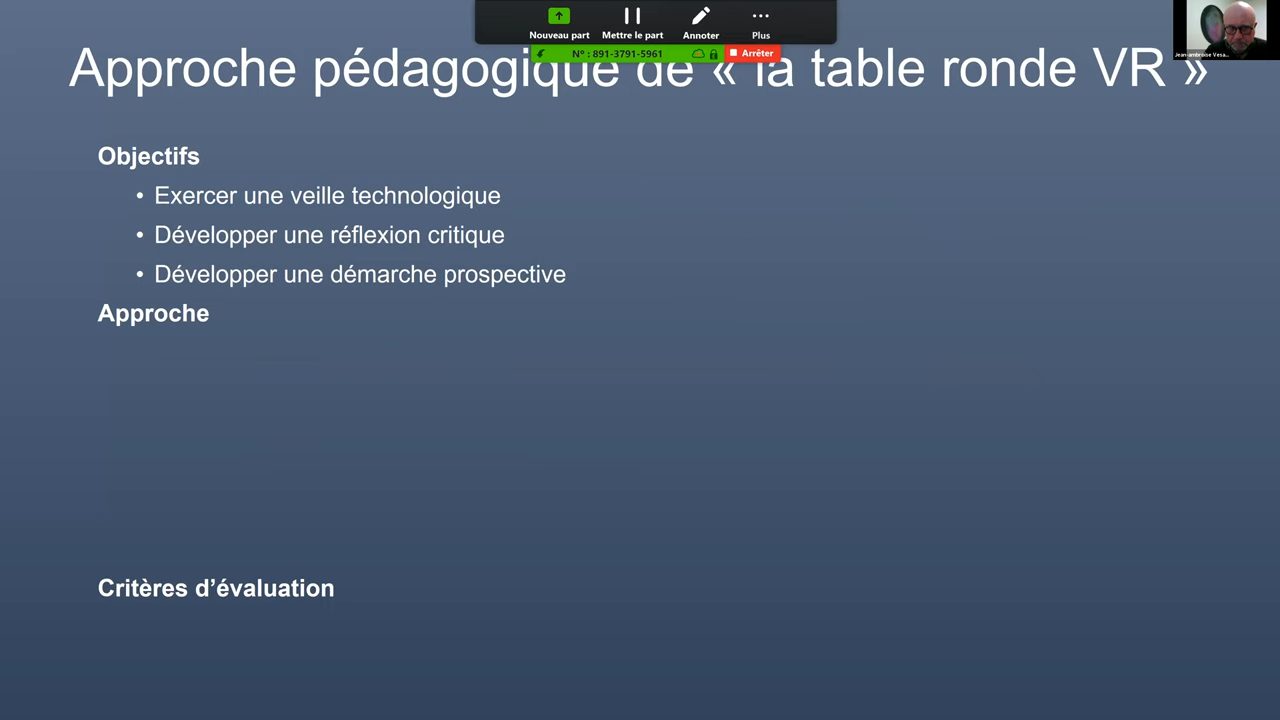 Nouveau part Mettre le part Annoter Plus
N° : 891-3791-5961 Arrêter
Approche pédagogique de « la table ronde VR »
Objectifs
• Exercer une veille technologique
• Développer une réflexion critique
• Développer une démarche prospective
Approche
Critères d’évaluation